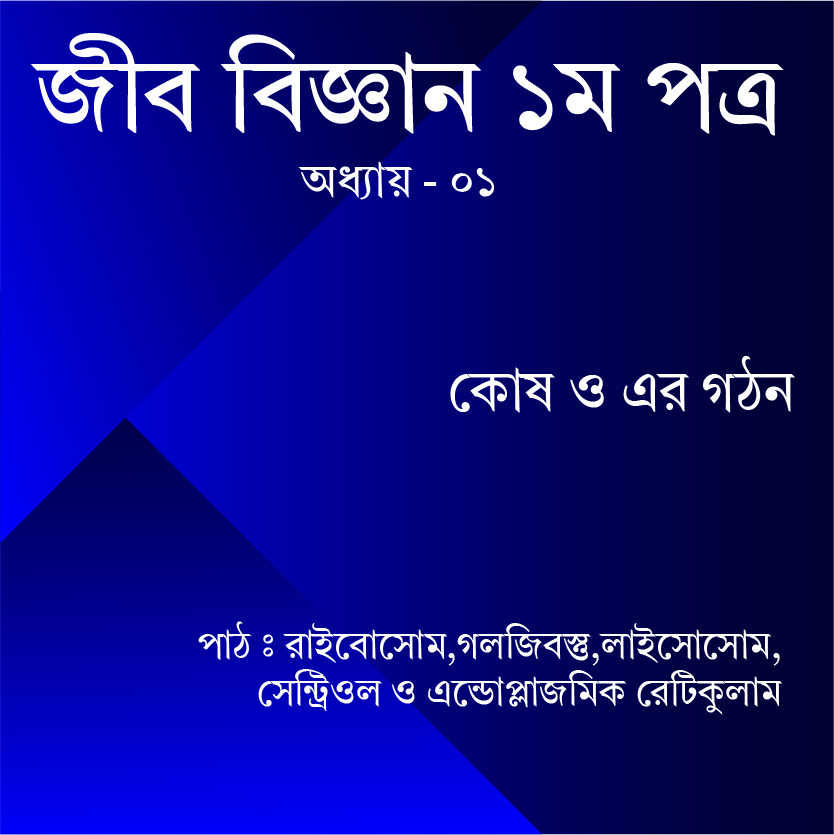 জীব বিজ্ঞান ১ম পত্র
অধ্যায় - ০১
কোষ ও এর গঠন
পাঠ ঃ রাইবোসোম,গলজিবস্তু,লাইসোসোম,
সেন্ট্রিওল ও এন্ডোপ্লাজমিক রেটিকুলাম